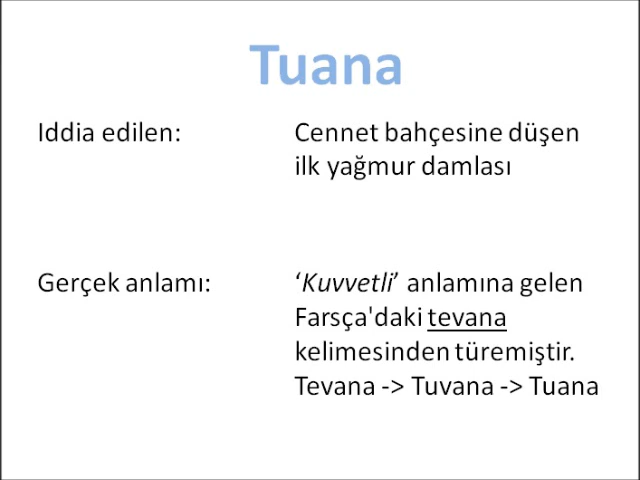 Tuana
Iddia edilen:
Cennet bahçesine düşen
ilk yağmur damlası
Gerçek anlamı:
‘Kuvvetli’ anlamına gelen
Farsça'daki tevana
kelimesinden türemiştir.
Tevana -> Tuvana -> Tuana